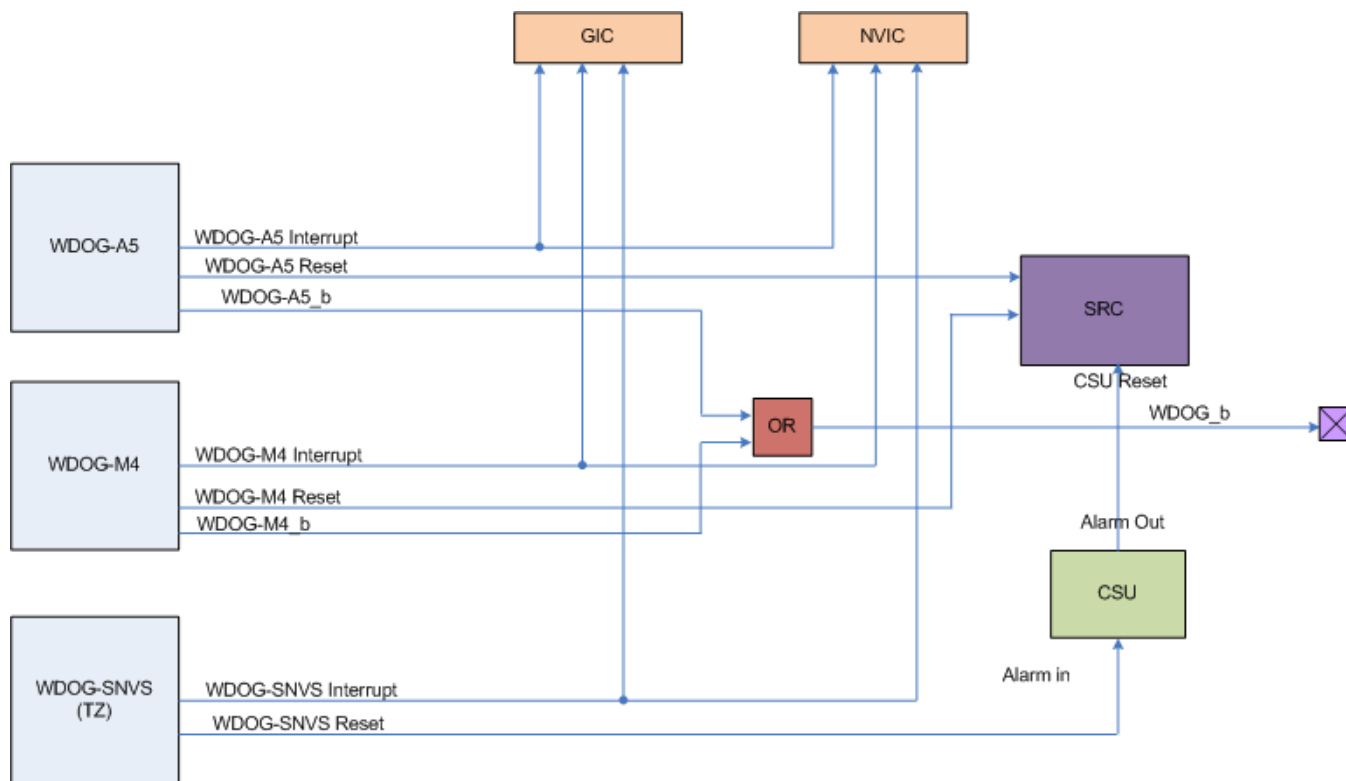 GIC
NVIC
WDOG-A5
WDOG-A5 Interrupt
WDOG-A5 Reset
WDOG-A5_b
SRC
CSU Reset
WDOG_b
OR
WDOG-M4
WDOG-M4 Interrupt
WDOG-M4 Reset
WDOG-M4_b
Alarm Out
CSU
Alarm in
WDOG-SNVS
(TZ)
WDOG-SNVS Interrupt
WDOG-SNVS Reset